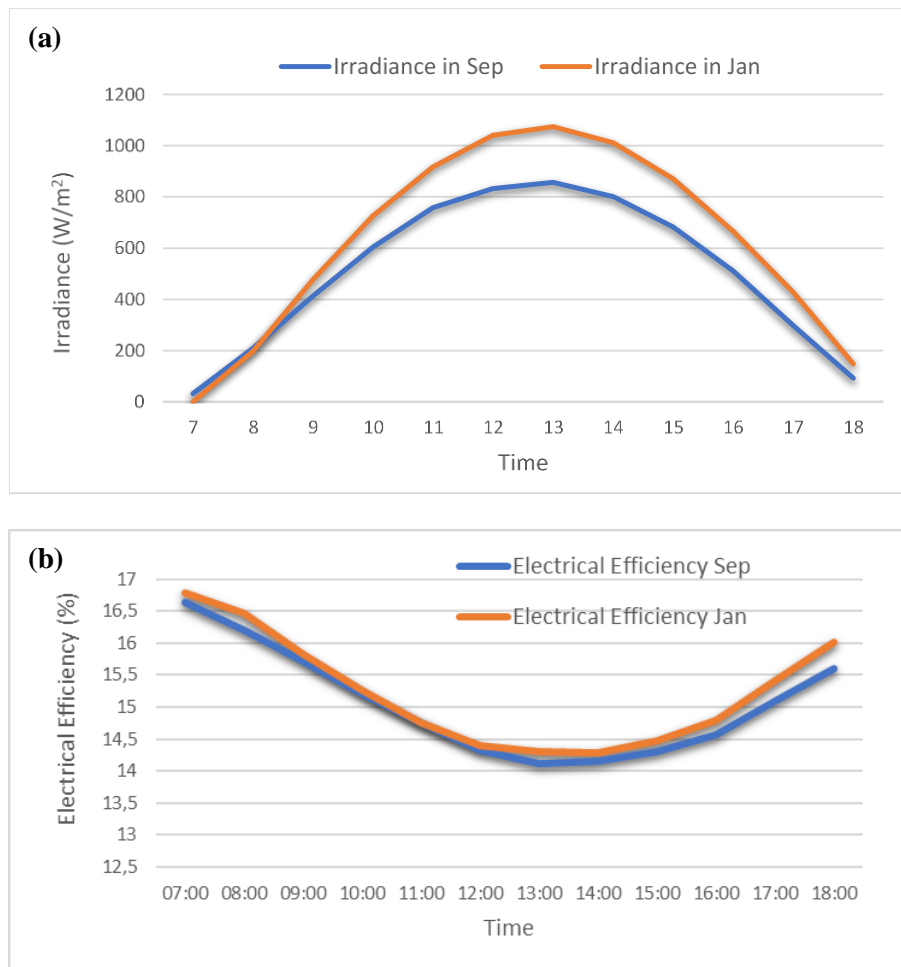 (a)
Irradiance in Sep Irradiance in Jan
1200
1000
800
600
400
200
0
Irradiance (W/m²)
7 8 9 10 11 12 13 14 15 16 17 18
Time
(b)
Electrical Efficiency Sep
Electrical Efficiency Jan
17
16,5
16
15,5
15
14,5
14
13,5
13
12,5
Electrical Efficiency (%)
07:00 08:00 09:00 10:00 11:00 12:00 13:00 14:00 15:00 16:00 17:00 18:00
Time